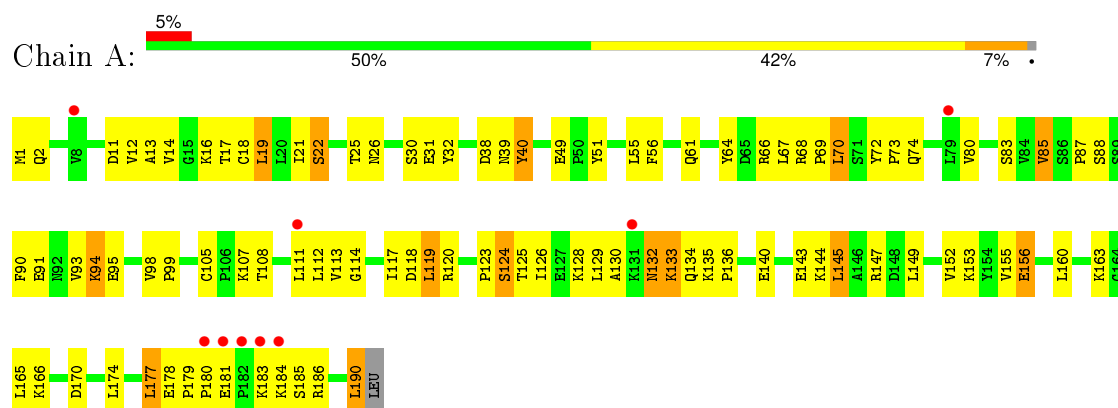 5%
Chain A:
50% 42% 7% •
M1 Q2 V8 D11 V12 A13 V14 G15 K16 T17 C18 L19 L20 I21 S22 T25 N26 S30 E31 Y32 D38 N39 Y40 E49 P50 Y51 L55 F56 Q61 Y64 D65 R66 L67 R68 P69 L70 S71 Y72 P73 Q74 L79 V80 S83 V84 V85 S86 P87 S88 S89
F90 E91 N92 V93 K94 E95 V98 P99 C105 P106 K107 T108 L111 L112 V113 G114 I117 D118 L119 R120 P123 S124 T125 I126 E127 K128 L129 A130 K131 N132 K133 Q134 K135 P136 E140 E143 K144 L145 A146 R147 D148 L149 V152 K153 Y154 V155 E156 L160 K163 G164
L165 K166 D170 L174 L177 E178 P179 P180 E181 P182 K183 K184 S185 R186 L190 LEU